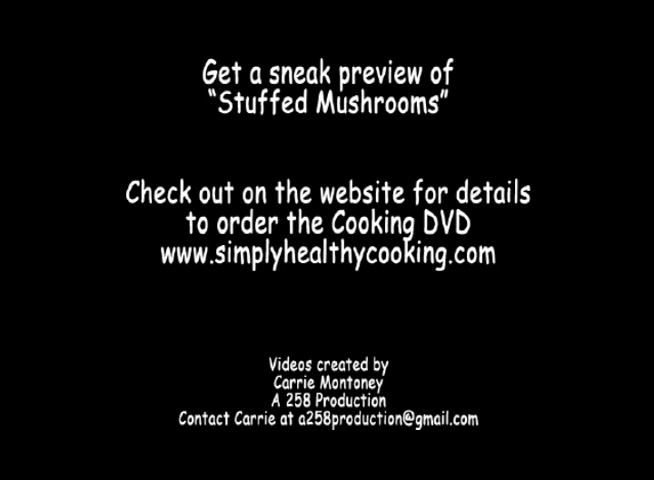 Get a sneak preview of
“Stuffed Mushrooms”
Check out on the website for details
to order the Cooking DVD
www.simplyhealthycooking.com
Videos created by
Carrie Montoney
A 258 Production
Contact Carrie at a258production@gmail.com